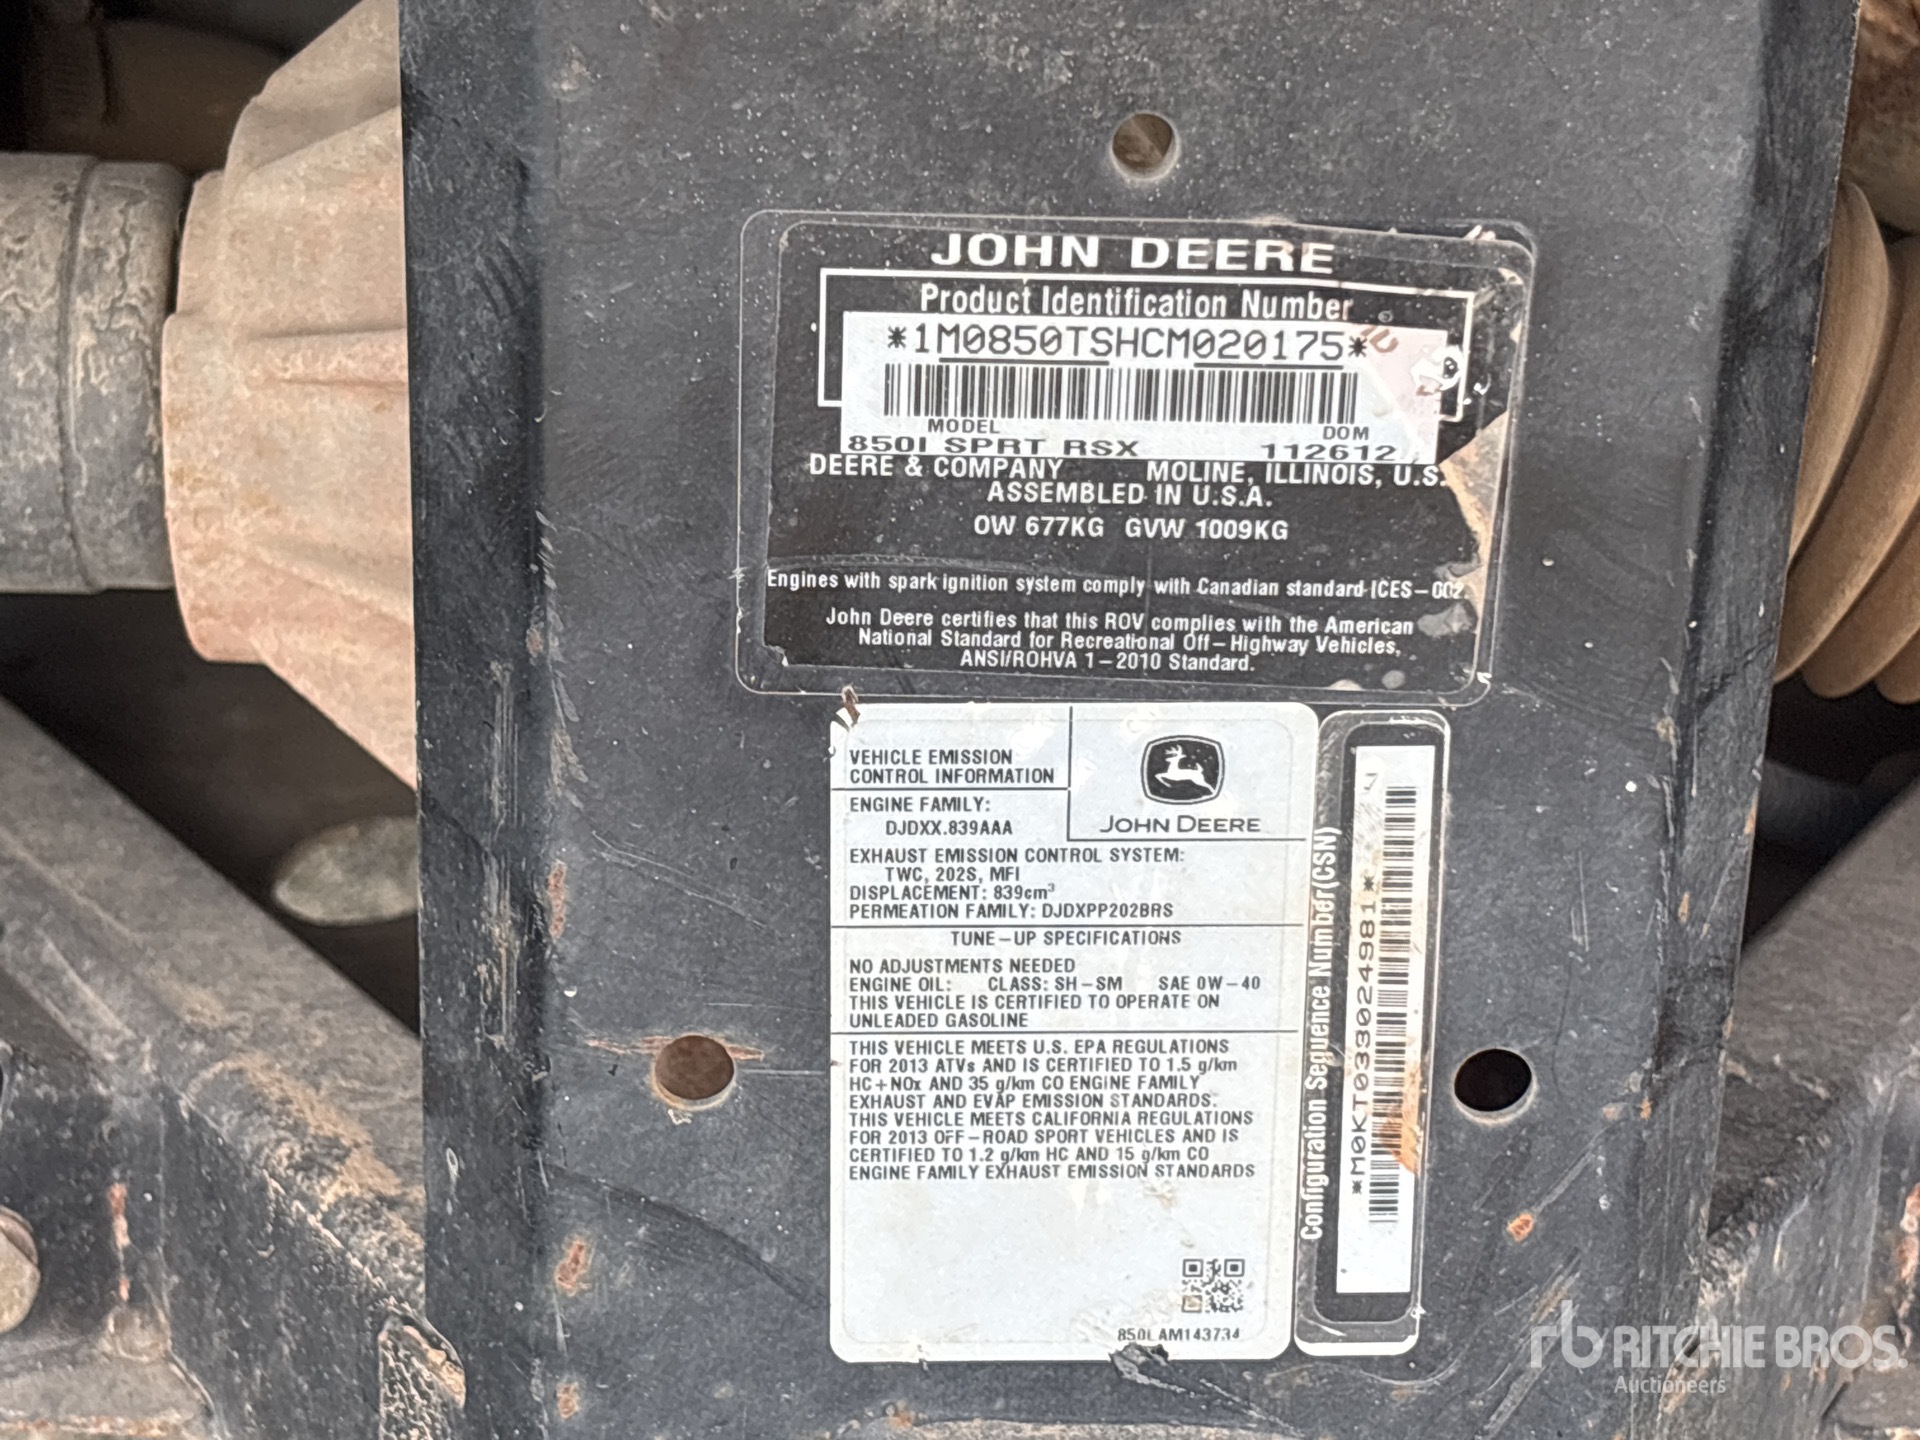 JOHN DEERE
Product Identification Number
*1M0850TSHCM020175*
MODEL DOM
850I SPRT RSX 112612
DEERE & COMPANY MOLINE, ILLINOIS, U.S.
ASSEMBLED IN U.S.A.
OW 677KG GVW 1009KG
Engines with spark ignition system comply with Canadian standard ICES-002.
John Deere certifies that this ROV complies with the American
National Standard for Recreational Off-Highway Vehicles,
ANSI/ROHVA 1-2010 Standard.
VEHICLE EMISSION
CONTROL INFORMATION
JOHN DEERE
ENGINE FAMILY:
DJDXX.839AAA
EXHAUST EMISSION CONTROL SYSTEM:
TWC, 202S, MFI
DISPLACEMENT: 839cm³
PERMEATION FAMILY: DJDXPP202BRS
TUNE-UP SPECIFICATIONS
NO ADJUSTMENTS NEEDED
ENGINE OIL: CLASS: SH-SM SAE 0W-40
THIS VEHICLE IS CERTIFIED TO OPERATE ON
UNLEADED GASOLINE
THIS VEHICLE MEETS U.S. EPA REGULATIONS
FOR 2013 ATVs AND IS CERTIFIED TO 1.5 g/km
HC+NOx AND 35 g/km CO ENGINE FAMILY
EXHAUST AND EVAP EMISSION STANDARDS.
THIS VEHICLE MEETS CALIFORNIA REGULATIONS
FOR 2013 OFF-ROAD SPORT VEHICLES AND IS
CERTIFIED TO 1.2 g/km HC AND 15 g/km CO
ENGINE FAMILY EXHAUST EMISSION STANDARDS
850I AM143734
Configuration Sequence Number(CSN)
*M0KT033024981*
rb RITCHIE BROS.
Auctioneers